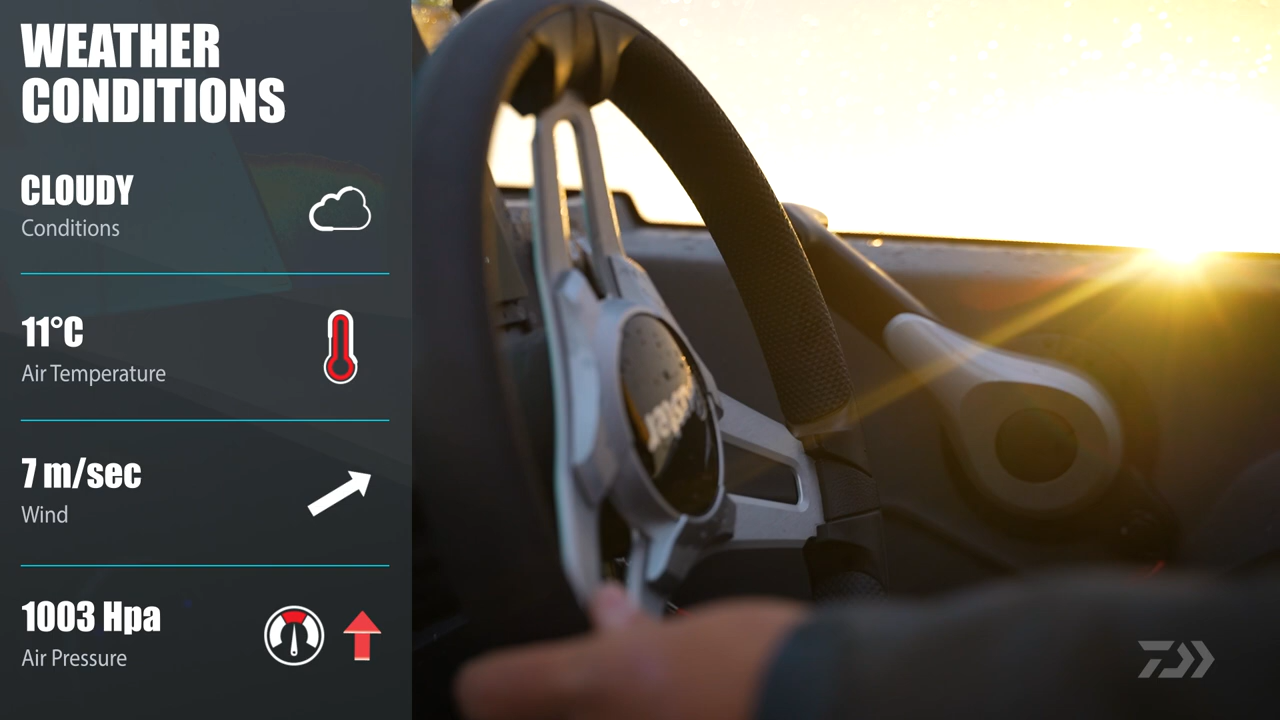 WEATHER
CONDITIONS
CLOUDY
Conditions
11°C
Air Temperature
7 m/sec
Wind
1003 Hpa
Air Pressure